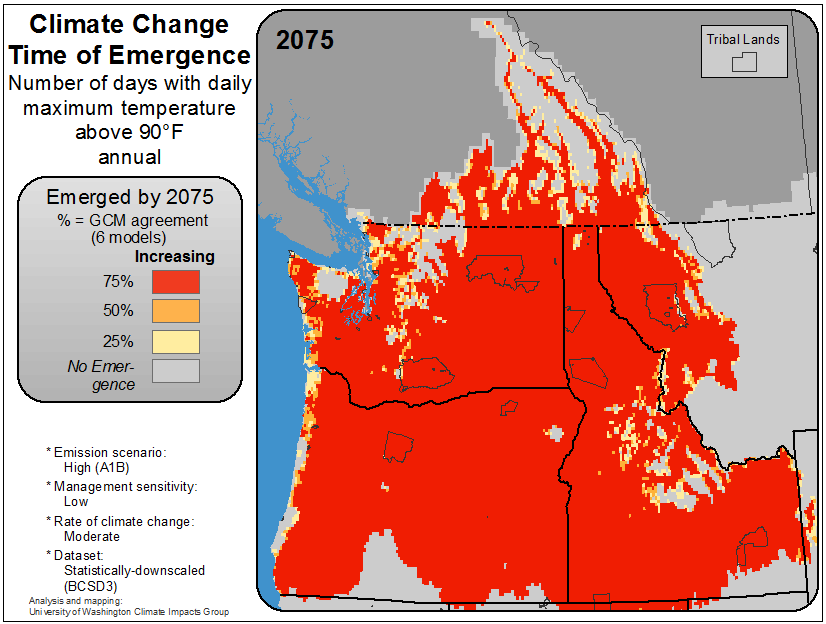 Climate Change
Time of Emergence
Number of days with daily
maximum temperature
above 90°F
annual
Emerged by 2075
% = GCM agreement
(6 models)
Increasing
75%
50%
25%
No Emer-
gence
* Emission scenario:
High (A1B)
* Management sensitivity:
Low
* Rate of climate change:
Moderate
* Dataset:
Statistically-downscaled
(BCSD3)
Analysis and mapping:
University of Washington Climate Impacts Group
2075
Tribal Lands